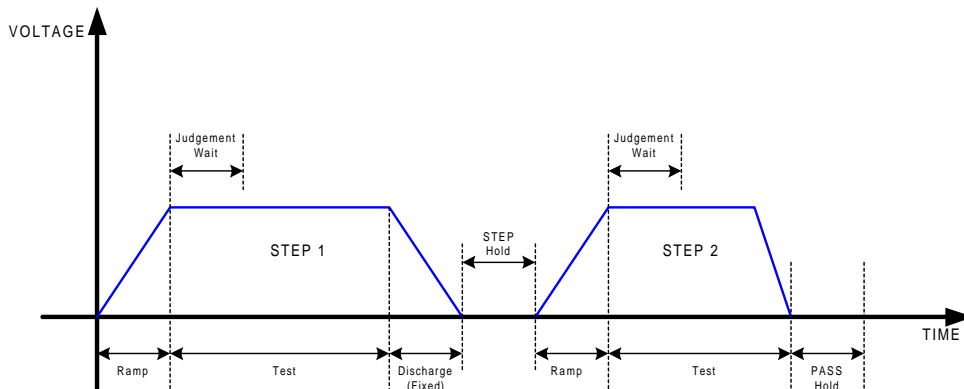 VOLTAGE
Judgement
Wait
Judgement
Wait
STEP 1
STEP
Hold
STEP 2
TIME
Ramp
Test
Discharge
(Fixed)
Ramp
Test
PASS
Hold